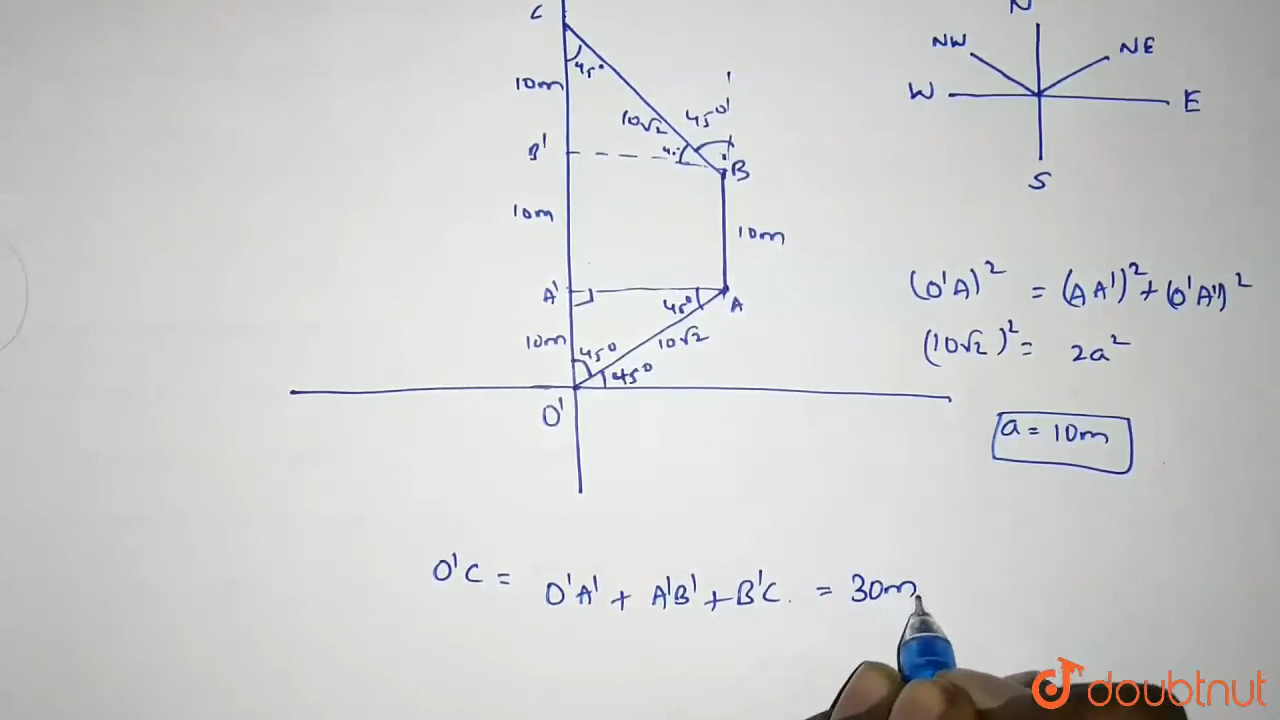 C
N
NW
NE
W
E
S
45°
10m
10√2
45°
B'
45°
B
10m
10m
A'
45°
A
10m
45°
10√2
45°
O'
(O'A)² = (AA')² + (O'A')²
(10√2)² = 2a²
a = 10m
O'C = O'A' + A'B' + B'C. = 30m
doubtnut